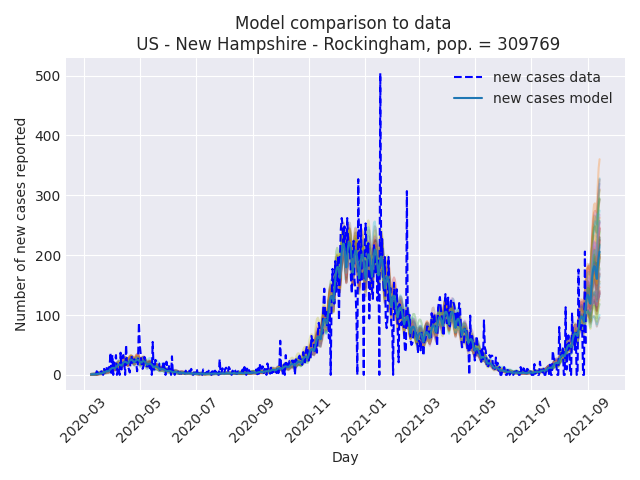 Model comparison to data
US - New Hampshire - Rockingham, pop. = 309769
new cases data
new cases model
Number of new cases reported
500
400
300
200
100
0
2020-03
2020-05
2020-07
2020-09
2020-11
2021-01
2021-03
2021-05
2021-07
2021-09
Day